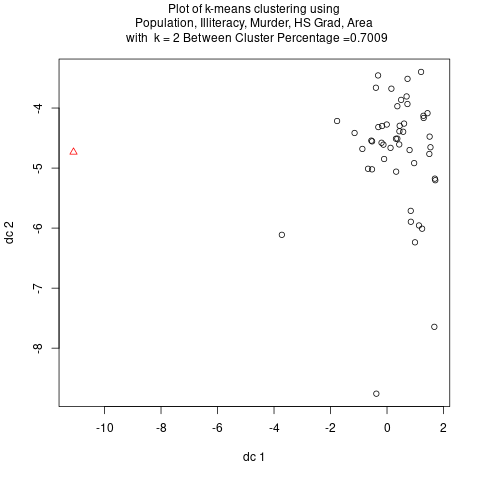 Plot of k-means clustering using
Population, Illiteracy, Murder, HS Grad, Area
with  k = 2 Between Cluster Percentage =0.7009
-4
-5
-6
-7
-8
dc 2
-10
-8
-6
-4
-2
0
2
dc 1